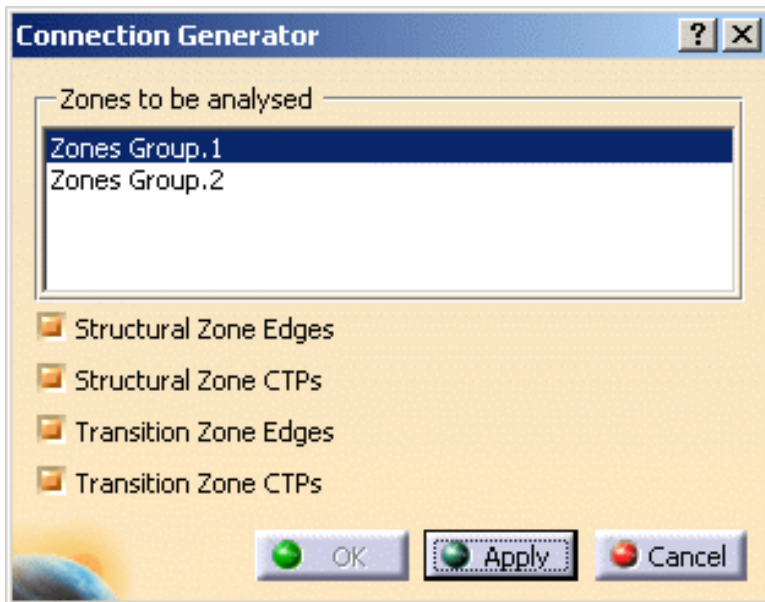 Connection Generator
Zones to be analysed
Zones Group.1
Zones Group.2
Structural Zone Edges
Structural Zone CTPs
Transition Zone Edges
Transition Zone CTPs
OK Apply Cancel